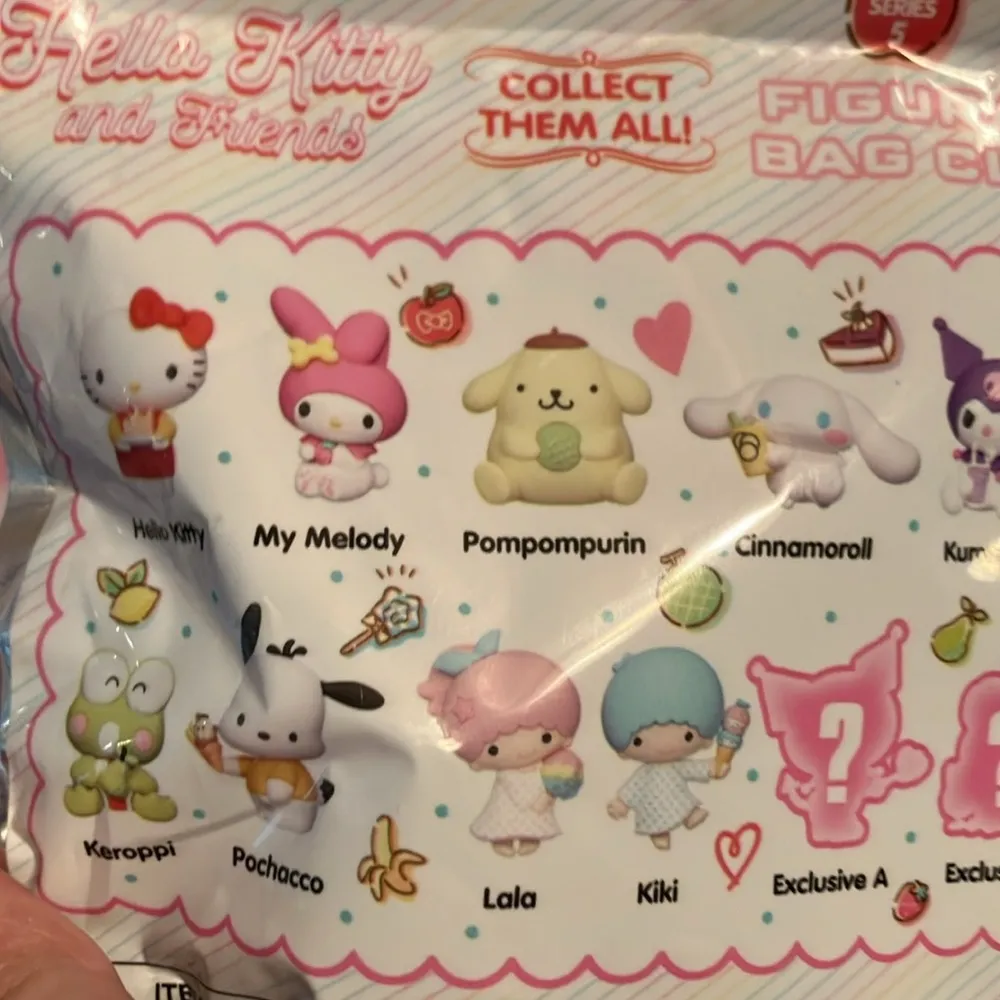 Hello Kitty
and Friends
COLLECT
THEM ALL!
SERIES
5
BAG
Hello Kitty
My Melody
Pompompurin
Cinnamoroll
Keroppi
Pochacco
Lala
Kiki
?
Exclusive A